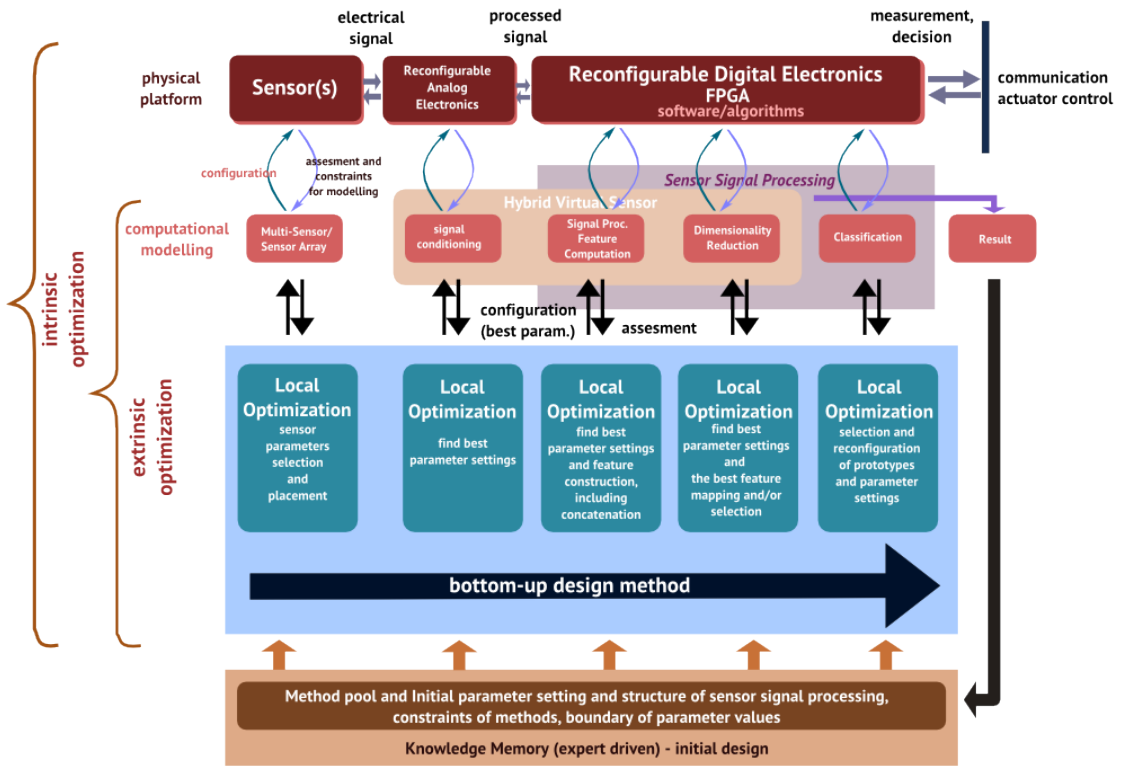 electrical
signal
processed
signal
measurement,
decision
physical
platform
Sensor(s)
Reconfigurable
Analog
Electronics
Reconfigurable Digital Electronics
FPGA
software/algorithms
communication
actuator control
configuration
assesment and
constraints
for modelling
Sensor Signal Processing
Hybrid Virtual Sensor
computational
modelling
Multi-Sensor/
Sensor Array
signal
conditioning
Signal Proc.
Feature
Computation
Dimensionality
Reduction
Classification
Result
configuration
(best param.)
assesment
intrinsic
optimization
extrinsic
optimization
Local
Optimization
sensor
parameters
selection
and
placement
Local
Optimization
find best
parameter settings
Local
Optimization
find best
parameter settings
and feature
construction,
including
concatenation
Local
Optimization
find best
parameter settings
and
the best feature
mapping and/or
selection
Local
Optimization
selection and
reconfiguration
of prototypes
and parameter
settings
bottom-up design method
Method pool and Initial parameter setting and structure of sensor signal processing,
constraints of methods, boundary of parameter values
Knowledge Memory (expert driven) - initial design